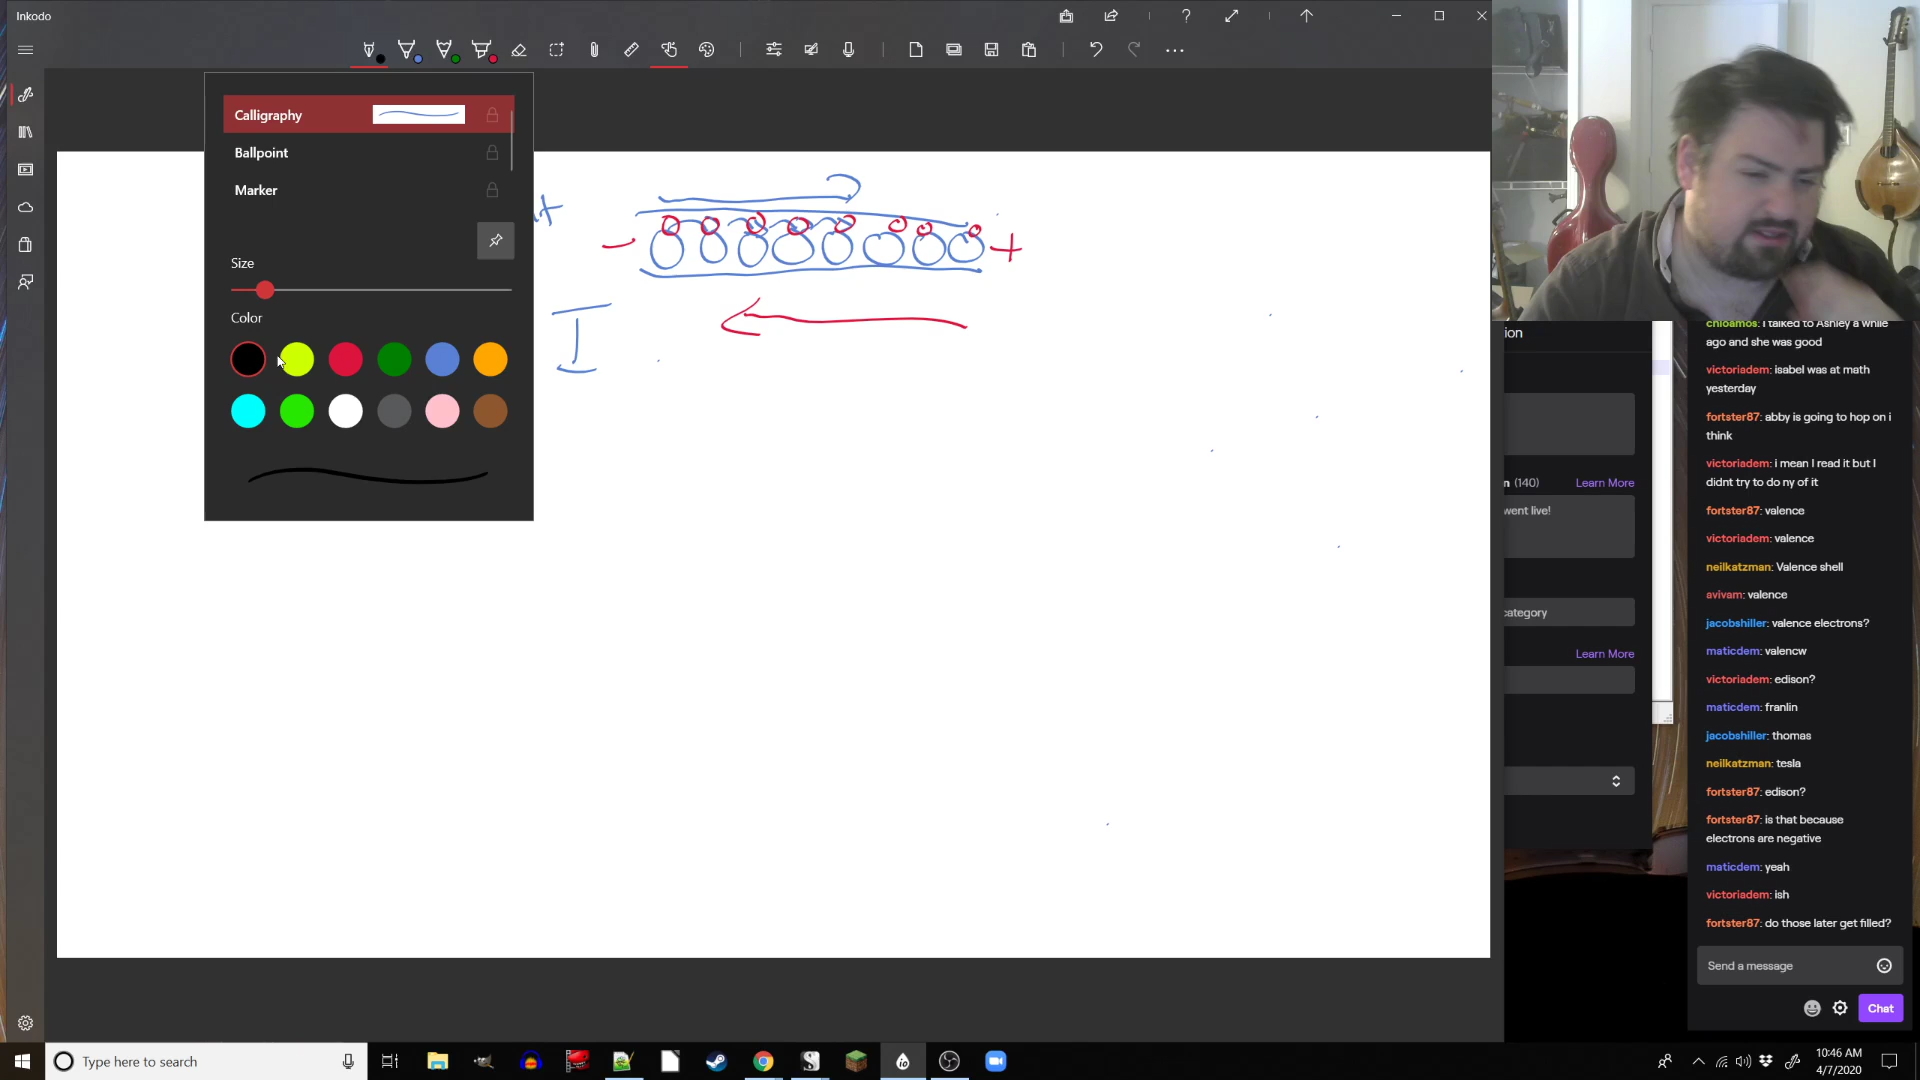 Inkodo
Calligraphy
Ballpoint
Marker
Size
Color
I
−
+
ion
n (140)
Learn More
went live!
category
Learn More
chloamos: I talked to Ashley a while
ago and she was good
victoriadem: isabel was at math
yesterday
fortster87: abby is going to hop on i
think
victoriadem: i mean I read it but I
didnt try to do ny of it
fortster87: valence
victoriadem: valence
neilkatzman: Valence shell
avivam: valence
jacobshiller: valence electrons?
maticdem: valencw
victoriadem: edison?
maticdem: franlin
jacobshiller: thomas
neilkatzman: tesla
fortster87: edison?
fortster87: is that because
electrons are negative
maticdem: yeah
victoriadem: ish
fortster87: do those later get filled?
Send a message
Chat
Type here to search
10:46 AM
4/7/2020